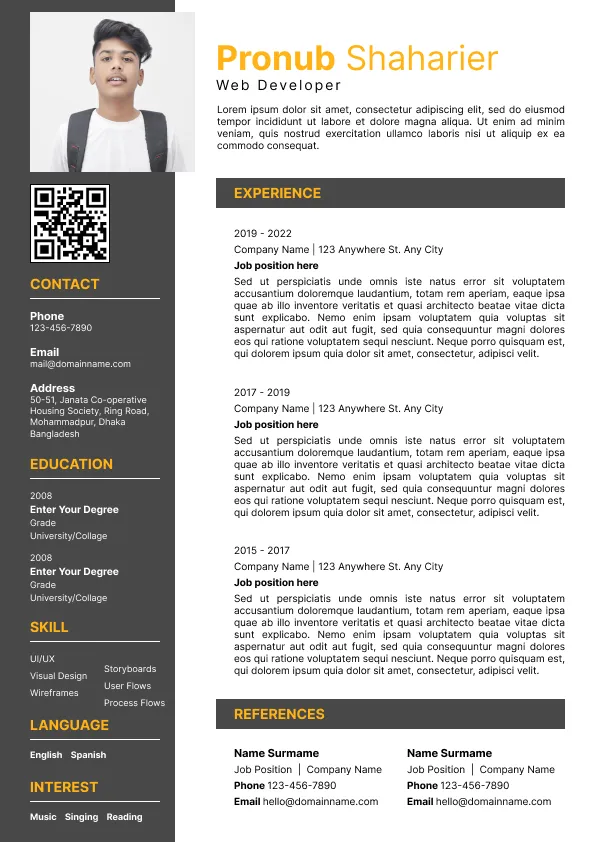 Pronub Shaharier
Web Developer
Lorem ipsum dolor sit amet, consectetur adipiscing elit, sed do eiusmod
tempor incididunt ut labore et dolore magna aliqua. Ut enim ad minim
veniam, quis nostrud exercitation ullamco laboris nisi ut aliquip ex ea
commodo consequat.
CONTACT
Phone
123-456-7890
Email
mail@domainname.com
Address
50-51, Janata Co-operative
Housing Society, Ring Road,
Mohammadpur, Dhaka
Bangladesh
EDUCATION
2008
Enter Your Degree
Grade
University/Collage
2008
Enter Your Degree
Grade
University/Collage
SKILL
UI/UX
Visual Design
Wireframes
Storyboards
User Flows
Process Flows
LANGUAGE
English Spanish
INTEREST
Music Singing Reading
EXPERIENCE
2019 - 2022
Company Name | 123 Anywhere St. Any City
Job position here
Sed ut perspiciatis unde omnis iste natus error sit voluptatem
accusantium doloremque laudantium, totam rem aperiam, eaque ipsa
quae ab illo inventore veritatis et quasi architecto beatae vitae dicta
sunt explicabo. Nemo enim ipsam voluptatem quia voluptas sit
aspernatur aut odit aut fugit, sed quia consequuntur magni dolores
eos qui ratione voluptatem sequi nesciunt. Neque porro quisquam est,
qui dolorem ipsum quia dolor sit amet, consectetur, adipisci velit.
2017 - 2019
Company Name | 123 Anywhere St. Any City
Job position here
Sed ut perspiciatis unde omnis iste natus error sit voluptatem
accusantium doloremque laudantium, totam rem aperiam, eaque ipsa
quae ab illo inventore veritatis et quasi architecto beatae vitae dicta
sunt explicabo. Nemo enim ipsam voluptatem quia voluptas sit
aspernatur aut odit aut fugit, sed quia consequuntur magni dolores
eos qui ratione voluptatem sequi nesciunt. Neque porro quisquam est,
qui dolorem ipsum quia dolor sit amet, consectetur, adipisci velit.
2015 - 2017
Company Name | 123 Anywhere St. Any City
Job position here
Sed ut perspiciatis unde omnis iste natus error sit voluptatem
accusantium doloremque laudantium, totam rem aperiam, eaque ipsa
quae ab illo inventore veritatis et quasi architecto beatae vitae dicta
sunt explicabo. Nemo enim ipsam voluptatem quia voluptas sit
aspernatur aut odit aut fugit, sed quia consequuntur magni dolores
eos qui ratione voluptatem sequi nesciunt. Neque porro quisquam est,
qui dolorem ipsum quia dolor sit amet, consectetur, adipisci velit.
REFERENCES
Name Surmame
Job Position | Company Name
Phone 123-456-7890
Email hello@domainname.com
Name Surmame
Job Position | Company Name
Phone 123-456-7890
Email hello@domainname.com